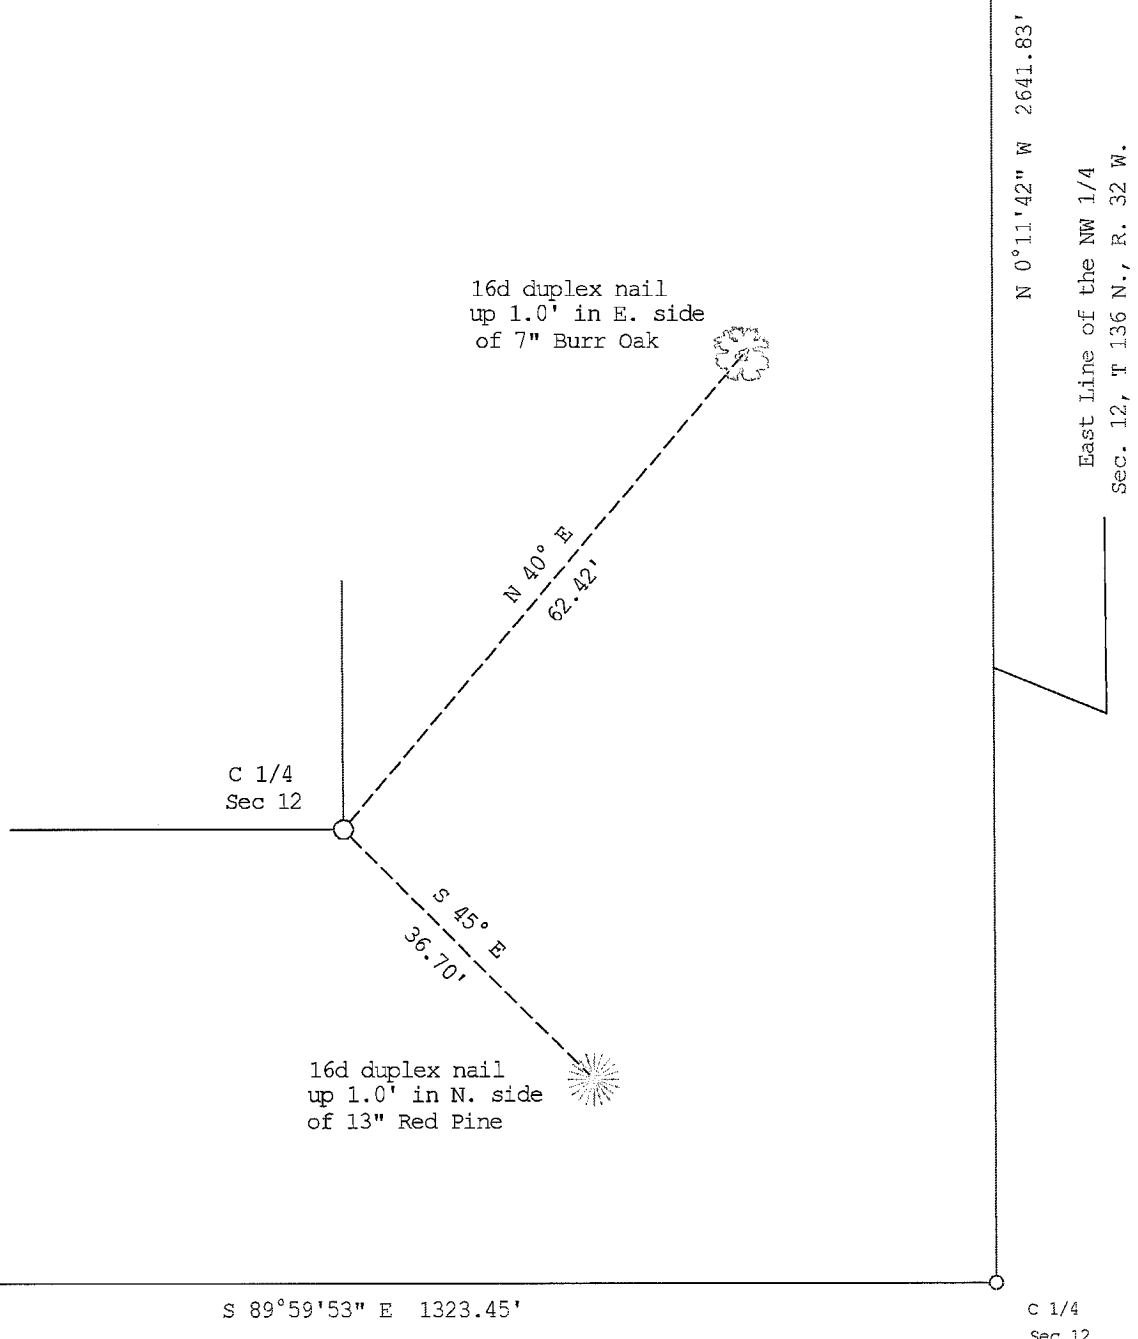 N 0°11'42" W 2641.83'
East Line of the NW 1/4
Sec. 12, T 136 N., R. 32 W.
16d duplex nail
up 1.0' in E. side
of 7" Burr Oak
N 40° E
62.42'
C 1/4
Sec 12
S 45° E
36.70'
16d duplex nail
up 1.0' in N. side
of 13" Red Pine
S 89°59'53" E 1323.45'
C 1/4
Sec 12